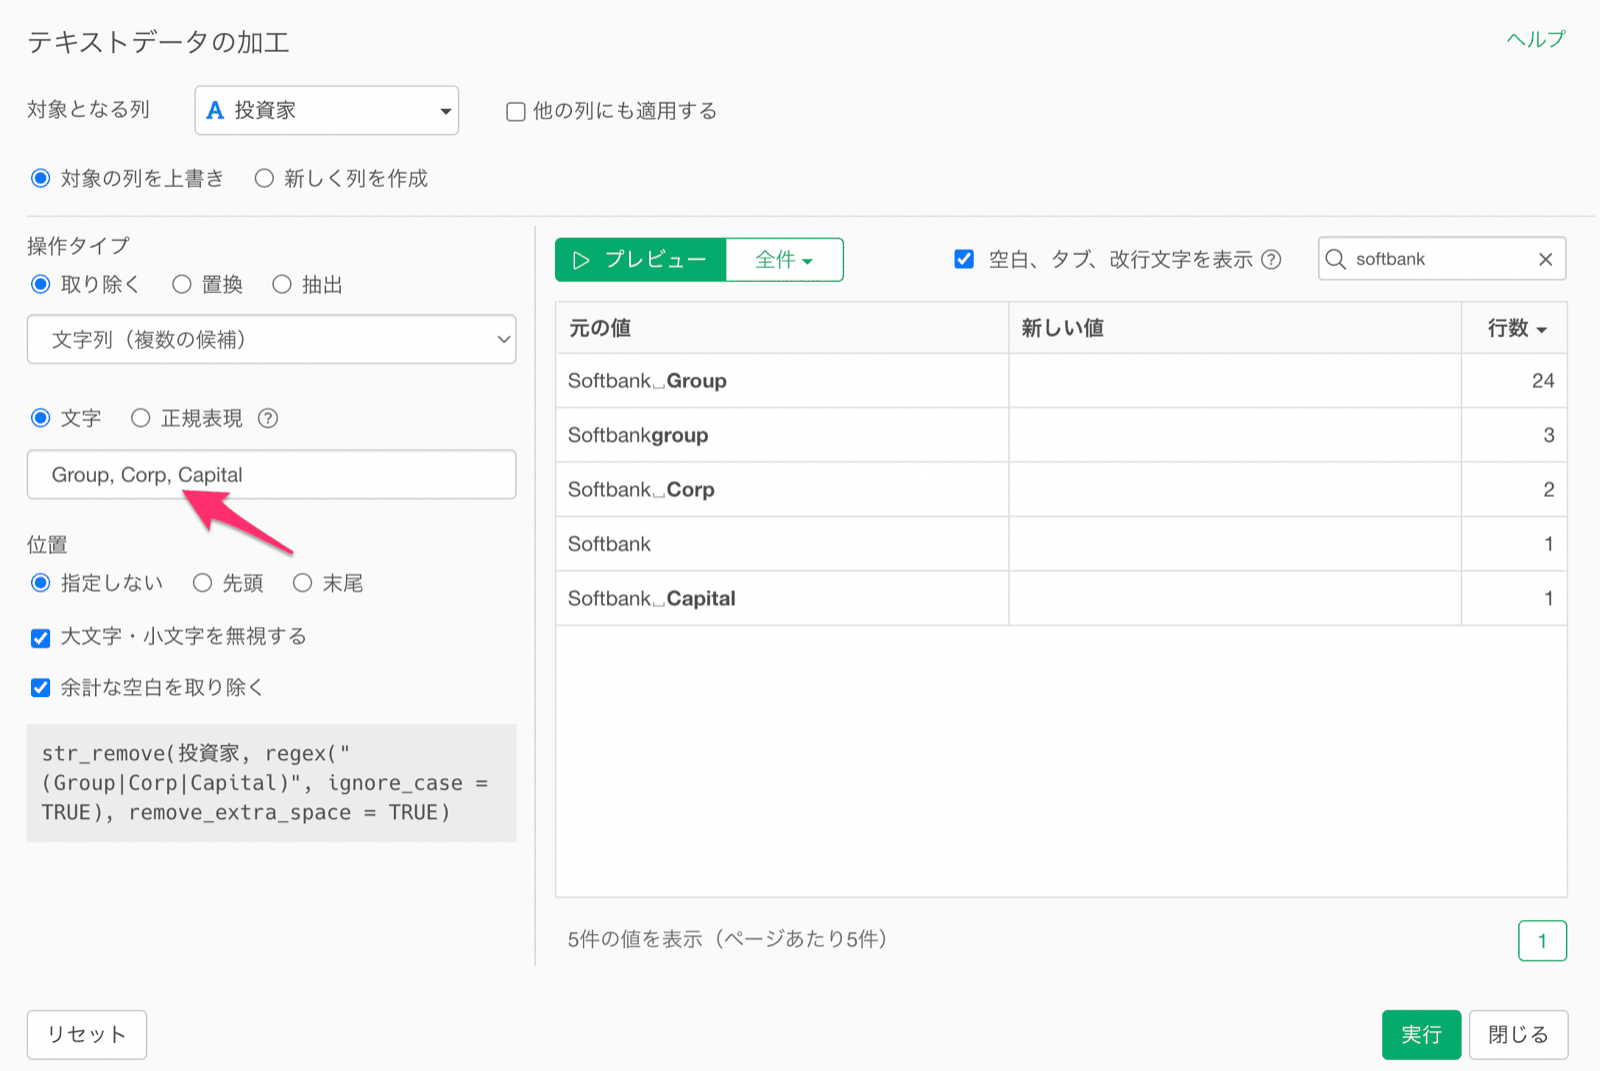 テキストデータの加工
ヘルプ
対象となる列
A 投資家
他の列にも適用する
対象の列を上書き
新しく列を作成
操作タイプ
取り除く
置換
抽出
文字列（複数の候補）
文字
正規表現 ?
Group, Corp, Capital
位置
指定しない
先頭
末尾
大文字・小文字を無視する
余計な空白を取り除く
str_remove(投資家, regex("
(Group|Corp|Capital)", ignore_case =
TRUE), remove_extra_space = TRUE)
プレビュー
全件
空白、タブ、改行文字を表示 ?
softbank
元の値 新しい値 行数
Softbank␣Group 24
Softbankgroup 3
Softbank␣Corp 2
Softbank 1
Softbank␣Capital 1
5件の値を表示（ページあたり5件）
1
リセット
実行
閉じる